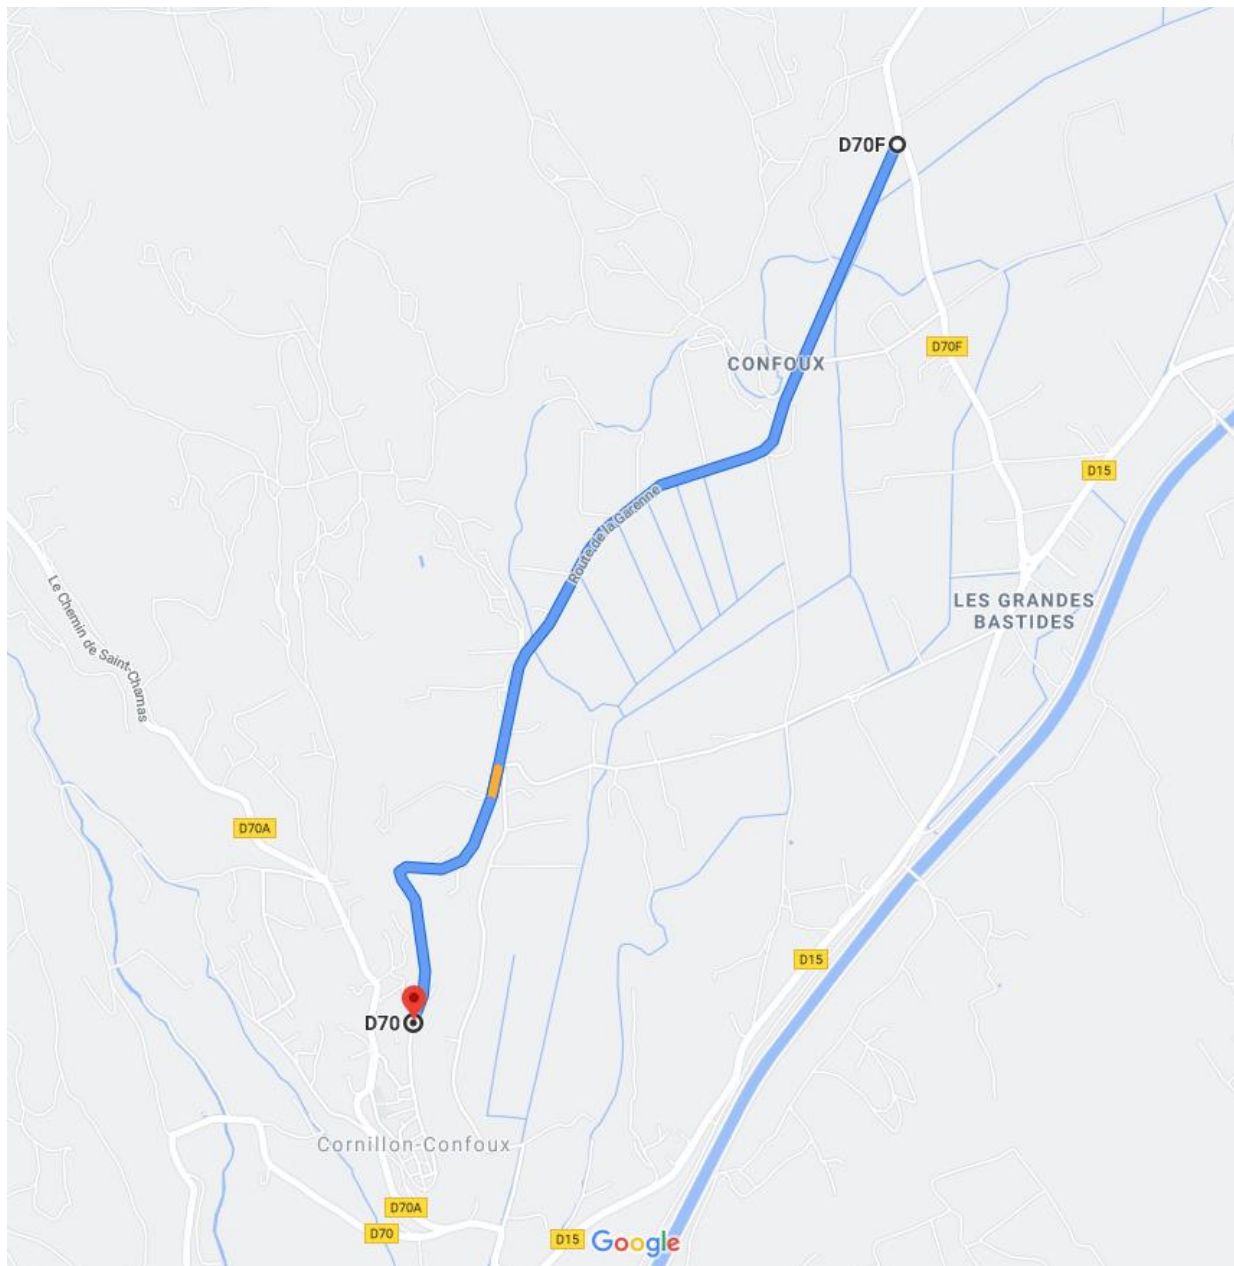 D70F
CONFOUX
D70F
D15
Route de la Garenne
LES GRANDES
BASTIDES
Le Chemin de Saint-Chamas
D70A
D15
D70
Cornillon-Confoux
D70A
D70
D15
Google